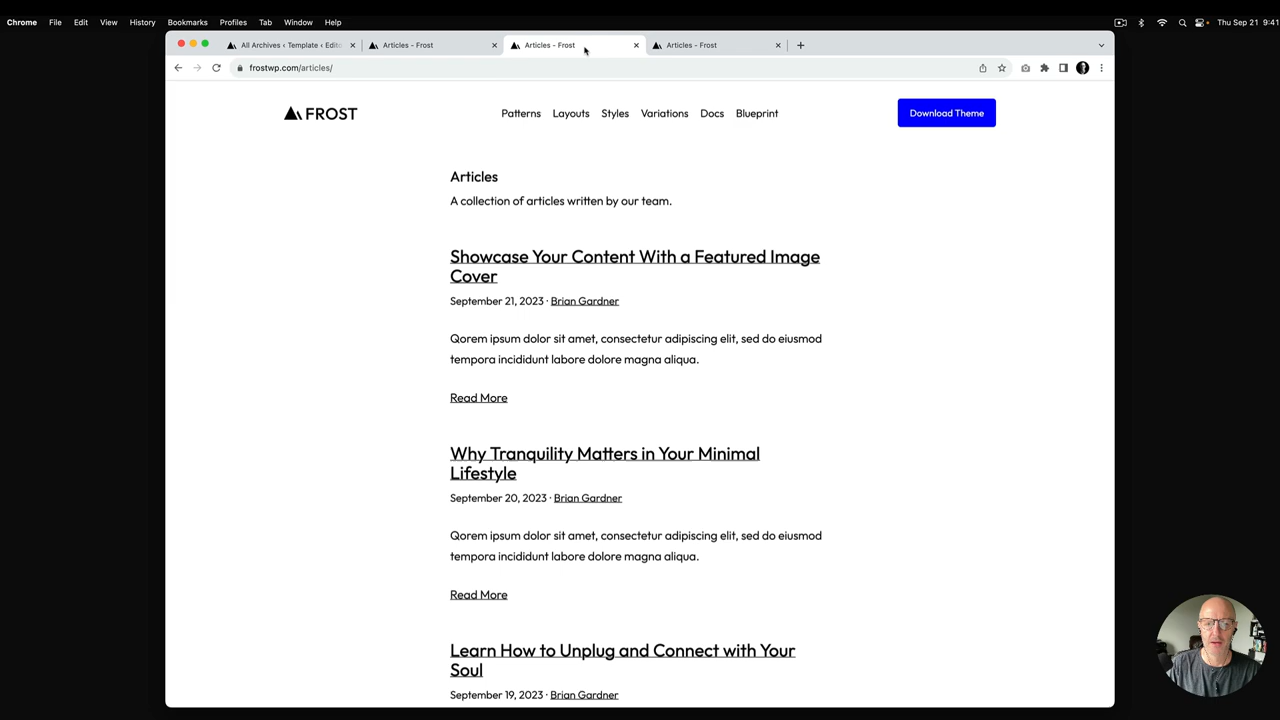 Chrome File Edit View History Bookmarks Profiles Tab Window Help Thu Sep 21 9:41
All Archives ‹ Template ‹ Edito Articles - Frost Articles - Frost Articles - Frost
frostwp.com/articles/
FROST Patterns Layouts Styles Variations Docs Blueprint Download Theme
Articles
A collection of articles written by our team.
Showcase Your Content With a Featured Image
Cover
September 21, 2023 · Brian Gardner
Qorem ipsum dolor sit amet, consectetur adipiscing elit, sed do eiusmod
tempora incididunt labore dolore magna aliqua.
Read More
Why Tranquility Matters in Your Minimal
Lifestyle
September 20, 2023 · Brian Gardner
Qorem ipsum dolor sit amet, consectetur adipiscing elit, sed do eiusmod
tempora incididunt labore dolore magna aliqua.
Read More
Learn How to Unplug and Connect with Your
Soul
September 19, 2023 · Brian Gardner